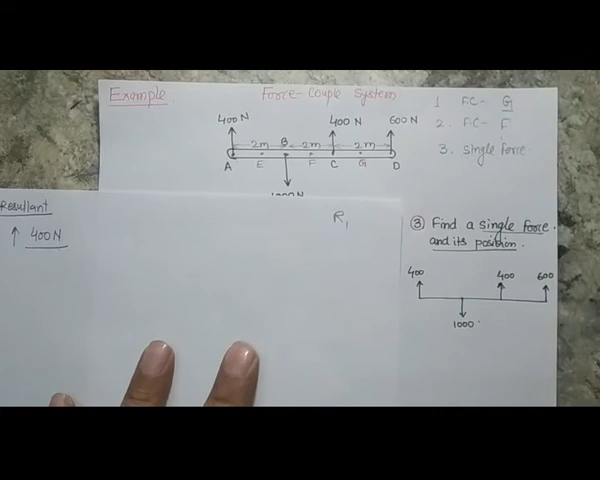 Example Force-Couple System
1 FC- G
2. FC- F
3. Single force
400 N 400 N 600 N
2m B 2m 2m
A E F C G D
Resultant
↑ 400 N
R1
③ Find a single force.
and its position.
400 400 600
1000